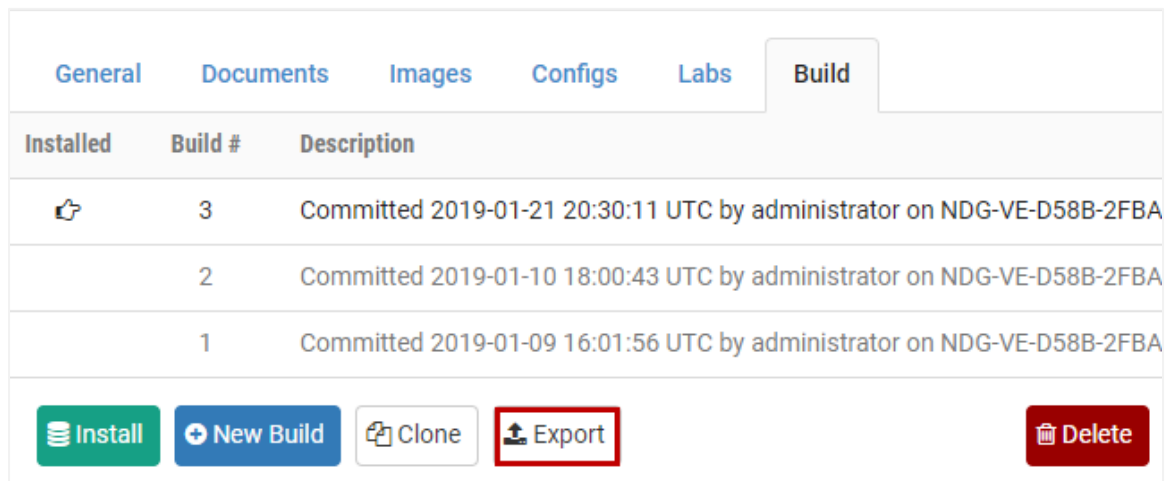 General Documents Images Configs Labs Build
Installed Build # Description
3 Committed 2019-01-21 20:30:11 UTC by administrator on NDG-VE-D58B-2FBA
2 Committed 2019-01-10 18:00:43 UTC by administrator on NDG-VE-D58B-2FBA
1 Committed 2019-01-09 16:01:56 UTC by administrator on NDG-VE-D58B-2FBA
Install New Build Clone Export Delete